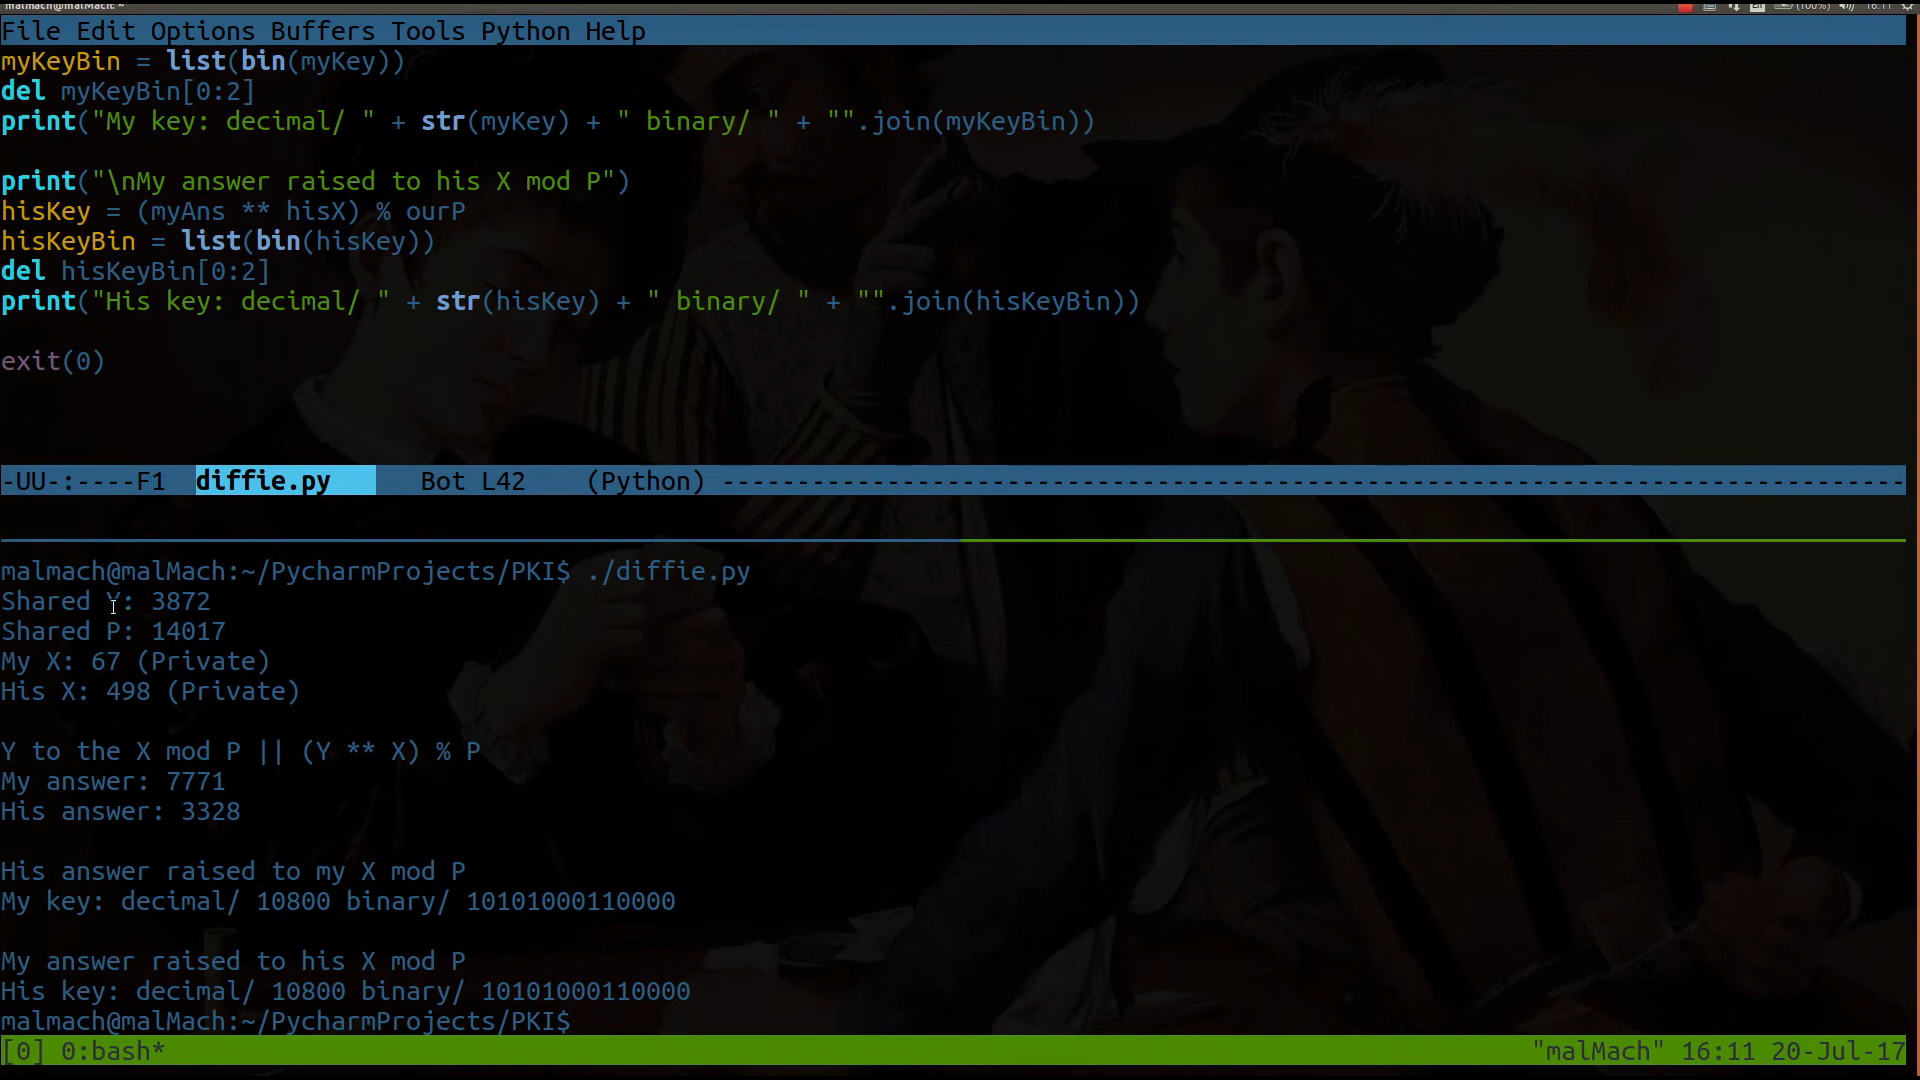 malmach@malMach: ~
(100%) 16:11
File Edit Options Buffers Tools Python Help
myKeyBin = list(bin(myKey))
del myKeyBin[0:2]
print("My key: decimal/ " + str(myKey) + " binary/ " + "".join(myKeyBin))
print("\nMy answer raised to his X mod P")
hisKey = (myAns ** hisX) % ourP
hisKeyBin = list(bin(hisKey))
del hisKeyBin[0:2]
print("His key: decimal/ " + str(hisKey) + " binary/ " + "".join(hisKeyBin))
exit(0)
-UU-:----F1  diffie.py      Bot L42    (Python) -------------------------------------------------------------------------------
malmach@malMach:~/PycharmProjects/PKI$ ./diffie.py
Shared Y: 3872
Shared P: 14017
My X: 67 (Private)
His X: 498 (Private)
Y to the X mod P || (Y ** X) % P
My answer: 7771
His answer: 3328
His answer raised to my X mod P
My key: decimal/ 10800 binary/ 10101000110000
My answer raised to his X mod P
His key: decimal/ 10800 binary/ 10101000110000
malmach@malMach:~/PycharmProjects/PKI$
[0] 0:bash* "malMach" 16:11 20-Jul-17